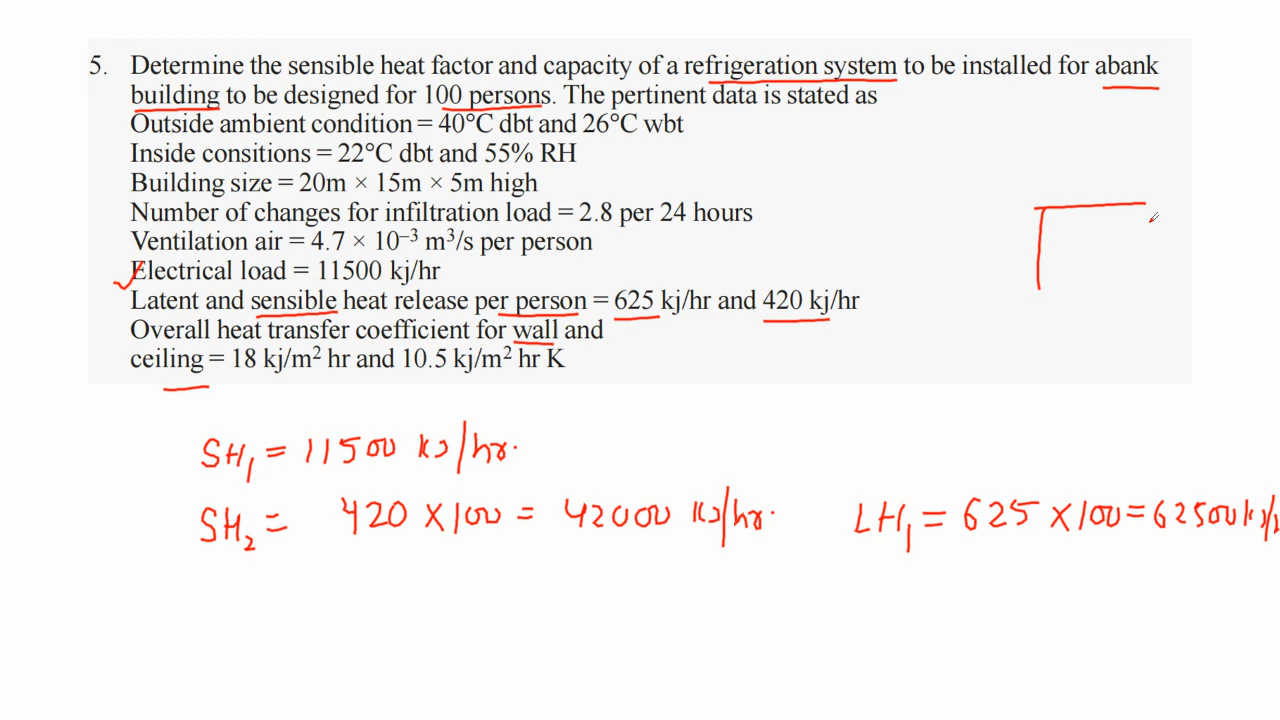 5. Determine the sensible heat factor and capacity of a refrigeration system to be installed for abank
building to be designed for 100 persons. The pertinent data is stated as
Outside ambient condition = 40°C dbt and 26°C wbt
Inside consitions = 22°C dbt and 55% RH
Building size = 20m × 15m × 5m high
Number of changes for infiltration load = 2.8 per 24 hours
Ventilation air = 4.7 × 10⁻³ m³/s per person
Electrical load = 11500 kj/hr
Latent and sensible heat release per person = 625 kj/hr and 420 kj/hr
Overall heat transfer coefficient for wall and
ceiling = 18 kj/m² hr and 10.5 kj/m² hr K
SH₁ = 11500 kJ/hr.
SH₂ = 420 × 100 = 42000 kJ/hr. LH₁ = 625 × 100 = 62500 kJ/